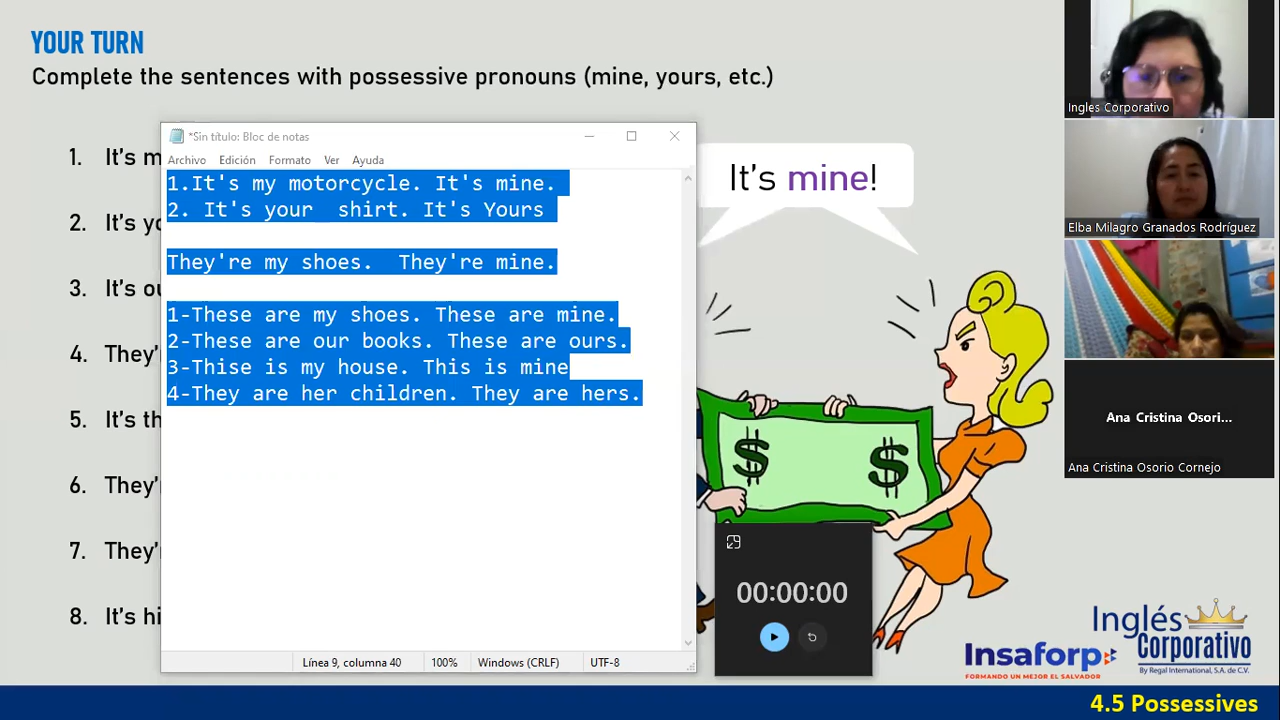 YOUR TURN
Complete the sentences with possessive pronouns (mine, yours, etc.)
1. It's m
2. It's yo
3. It's ou
4. They'
5. It's th
6. They'
7. They'
8. It's hi
*Sin título: Bloc de notas
Archivo Edición Formato Ver Ayuda
1.It's my motorcycle. It's mine.
2. It's your  shirt. It's Yours
They're my shoes.  They're mine.
1-These are my shoes. These are mine.
2-These are our books. These are ours.
3-Thise is my house. This is mine
4-They are her children. They are hers.
Línea 9, columna 40 100% Windows (CRLF) UTF-8
It's mine!
$ $
00:00:00
Ingles Corporativo
Elba Milagro Granados Rodríguez
Ana Cristina Osori...
Ana Cristina Osorio Cornejo
Insaforp
FORMANDO UN MEJOR EL SALVADOR
Inglés
Corporativo
By Regal International, S.A. de C.V.
4.5 Possessives